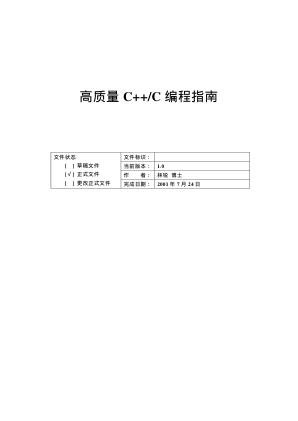 高质量 C++/C 编程指南
文件状态
[ ] 草稿文件
[√] 正式文件
[ ] 更改正式文件
文件标识：
当前版本： 1.0
作 者： 林锐 博士
完成日期： 2001 年 7 月 24 日